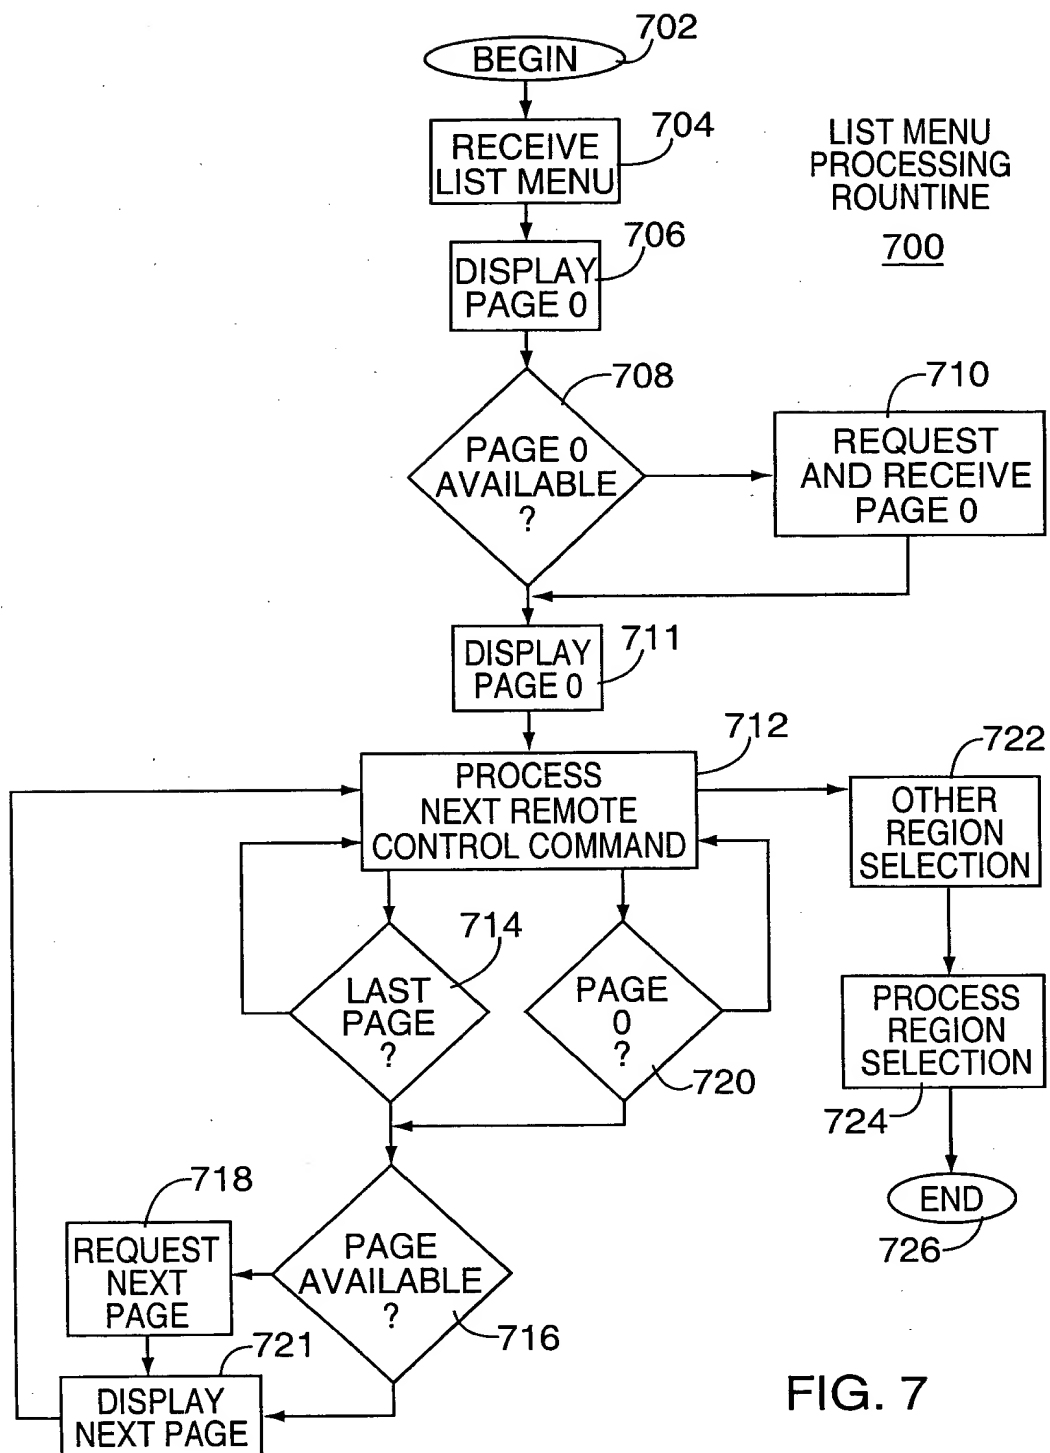 702
BEGIN
704
RECEIVE
LIST MENU
LIST MENU
PROCESSING
ROUNTINE
700
706
DISPLAY
PAGE 0
708
PAGE 0
AVAILABLE
?
710
REQUEST
AND RECEIVE
PAGE 0
711
DISPLAY
PAGE 0
712
PROCESS
NEXT REMOTE
CONTROL COMMAND
722
OTHER
REGION
SELECTION
714
LAST
PAGE
?
PAGE
0
?
720
PROCESS
REGION
SELECTION
724
END
726
718
REQUEST
NEXT
PAGE
PAGE
AVAILABLE
?
716
721
DISPLAY
NEXT PAGE
FIG. 7